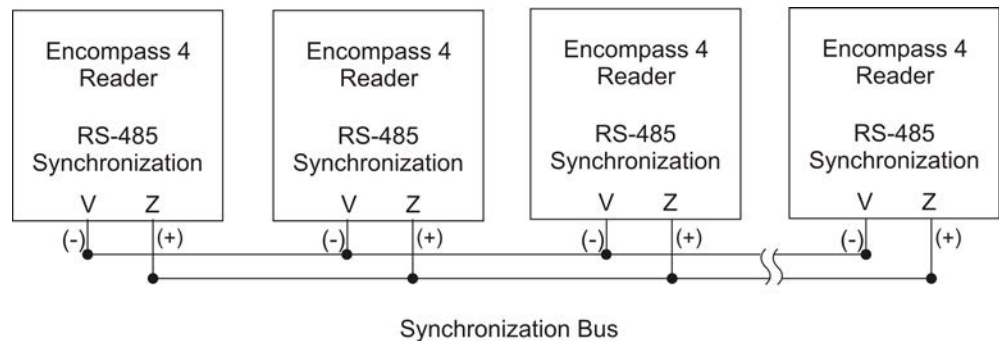 Encompass 4
Reader
RS-485
Synchronization
V Z
(-) (+)
Encompass 4
Reader
RS-485
Synchronization
V Z
(-) (+)
Encompass 4
Reader
RS-485
Synchronization
V Z
(-) (+)
Encompass 4
Reader
RS-485
Synchronization
V Z
(-) (+)
Synchronization Bus